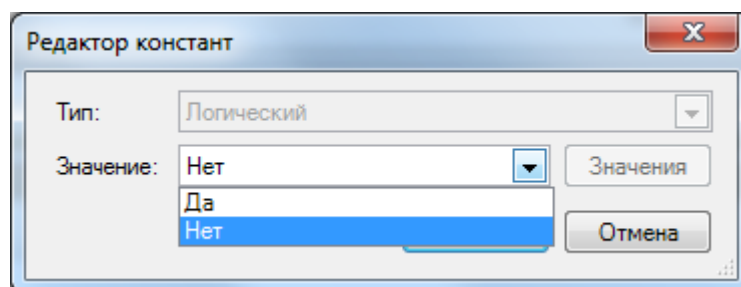 Редактор констант
Тип: Логический
Значение: Нет Значения
Да
Нет
Отмена